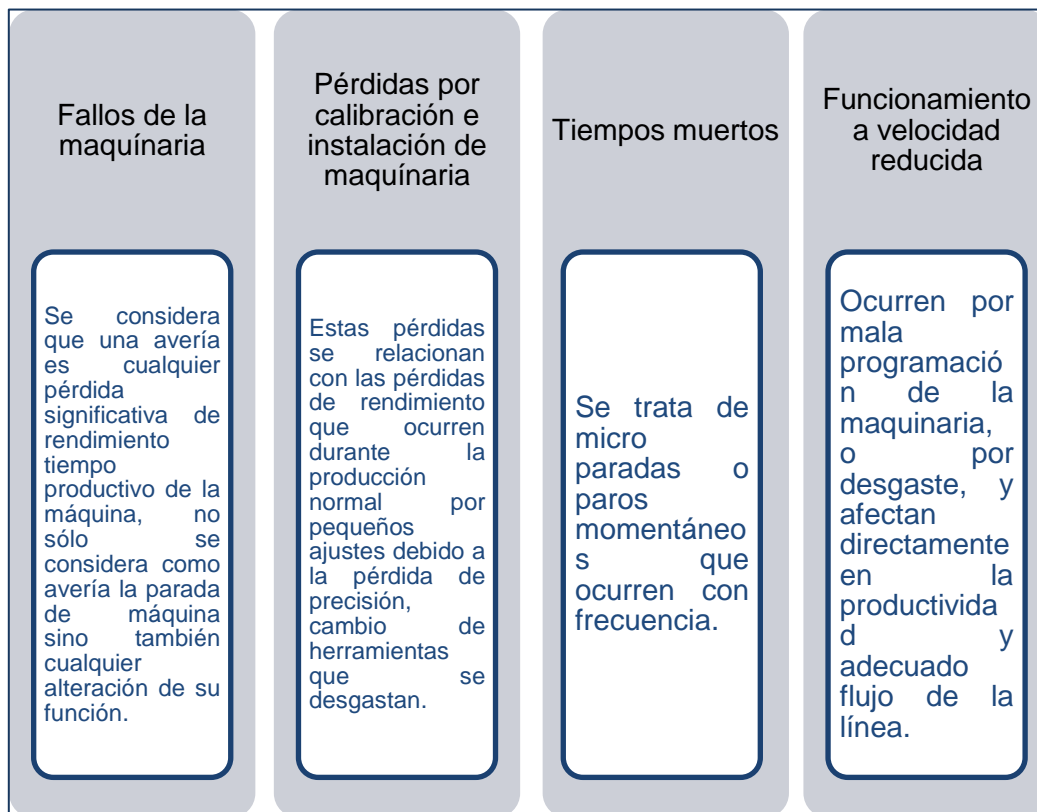 Fallos de la
maquínaria
Se considera
que una avería
es cualquier
pérdida
significativa de
rendimiento
tiempo
productivo de la
máquina, no
sólo se
considera como
avería la parada
de máquina
sino también
cualquier
alteración de su
función.
Pérdidas por
calibración e
instalación de
maquínaria
Estas pérdidas
se relacionan
con las pérdidas
de rendimiento
que ocurren
durante la
producción
normal por
pequeños
ajustes debido a
la pérdida de
precisión,
cambio de
herramientas
que se
desgastan.
Tiempos muertos
Se trata de
micro
paradas o
paros
momentáneo
s que
ocurren con
frecuencia.
Funcionamiento
a velocidad
reducida
Ocurren por
mala
programació
n de la
maquinaria,
o por
desgaste, y
afectan
directamente
en la
productivida
d y
adecuado
flujo de la
línea.